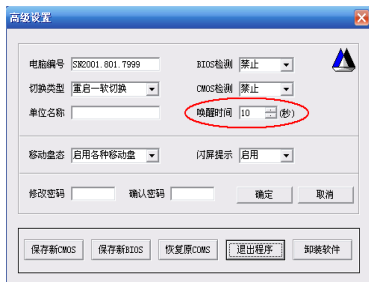 高级设置
电脑编号 SN2001.801.7999 BIOS检测 禁止
切换类型 重启一软切换 CMOS检测 禁止
单位名称 唤醒时间 10 (秒)
移动盘态 启用各种移动盘 闪屏提示 启用
修改密码 确认密码 确定 取消
保存新CMOS 保存新BIOS 恢复原COMS 退出程序 卸装软件